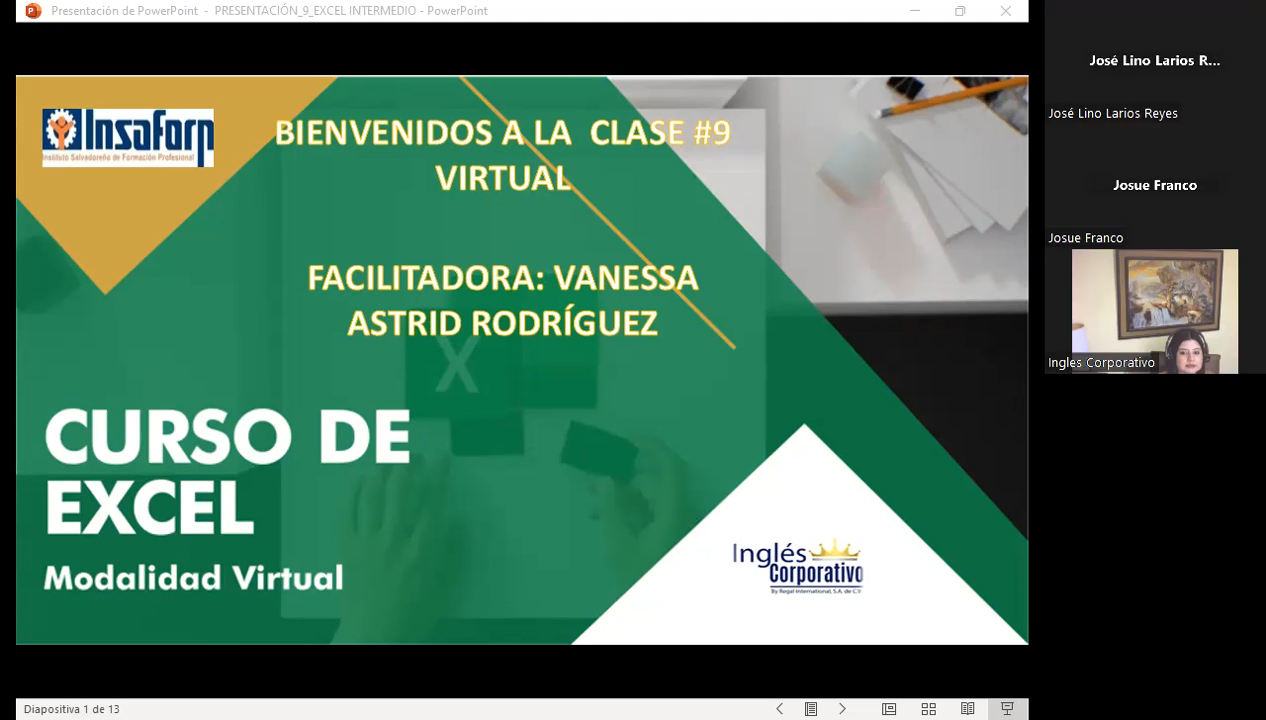 Presentación de PowerPoint - PRESENTACIÓN_9_EXCEL INTERMEDIO - PowerPoint
José Lino Larios R...
José Lino Larios Reyes
Josue Franco
Josue Franco
Ingles Corporativo
Insaforp
Instituto Salvadoreño de Formación Profesional
BIENVENIDOS A LA CLASE #9
VIRTUAL
FACILITADORA: VANESSA
ASTRID RODRÍGUEZ
X
CURSO DE
EXCEL
Modalidad Virtual
Inglés
Corporativo
By Regal International, S.A. de C.V.
Diapositiva 1 de 13